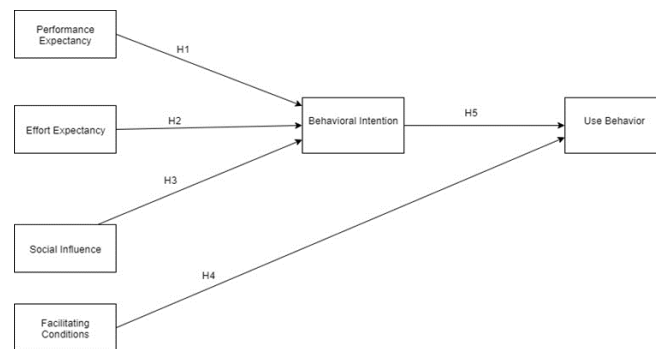 Performance
Expectancy
H1
Effort Expectancy
H2
Behavioral Intention
H5
Use Behavior
H3
Social Influence
H4
Facilitating
Conditions